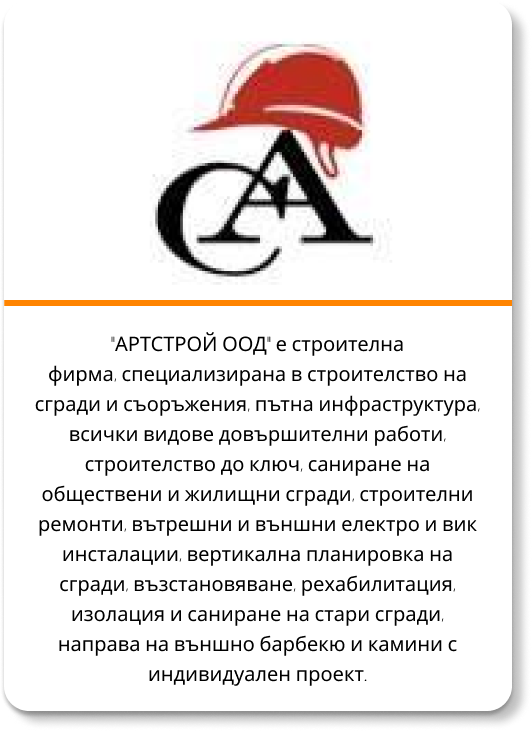 CA
"АРТСТРОЙ ООД" е строителна
фирма, специализирана в строителство на
сгради и съоръжения, пътна инфраструктура,
всички видове довършителни работи,
строителство до ключ, саниране на
обществени и жилищни сгради, строителни
ремонти, вътрешни и външни електро и вик
инсталации, вертикална планировка на
сгради, възстановяване, рехабилитация,
изолация и саниране на стари сгради,
направа на външно барбекю и камини с
индивидуален проект.